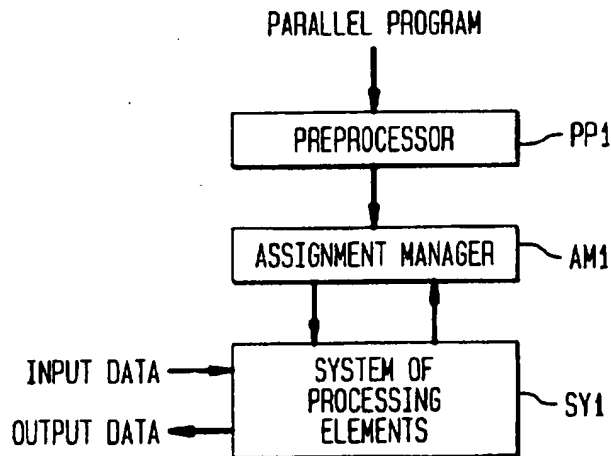 PARALLEL PROGRAM
PREPROCESSOR
PP1
ASSIGNMENT MANAGER
AM1
INPUT DATA
OUTPUT DATA
SYSTEM OF
PROCESSING
ELEMENTS
SY1